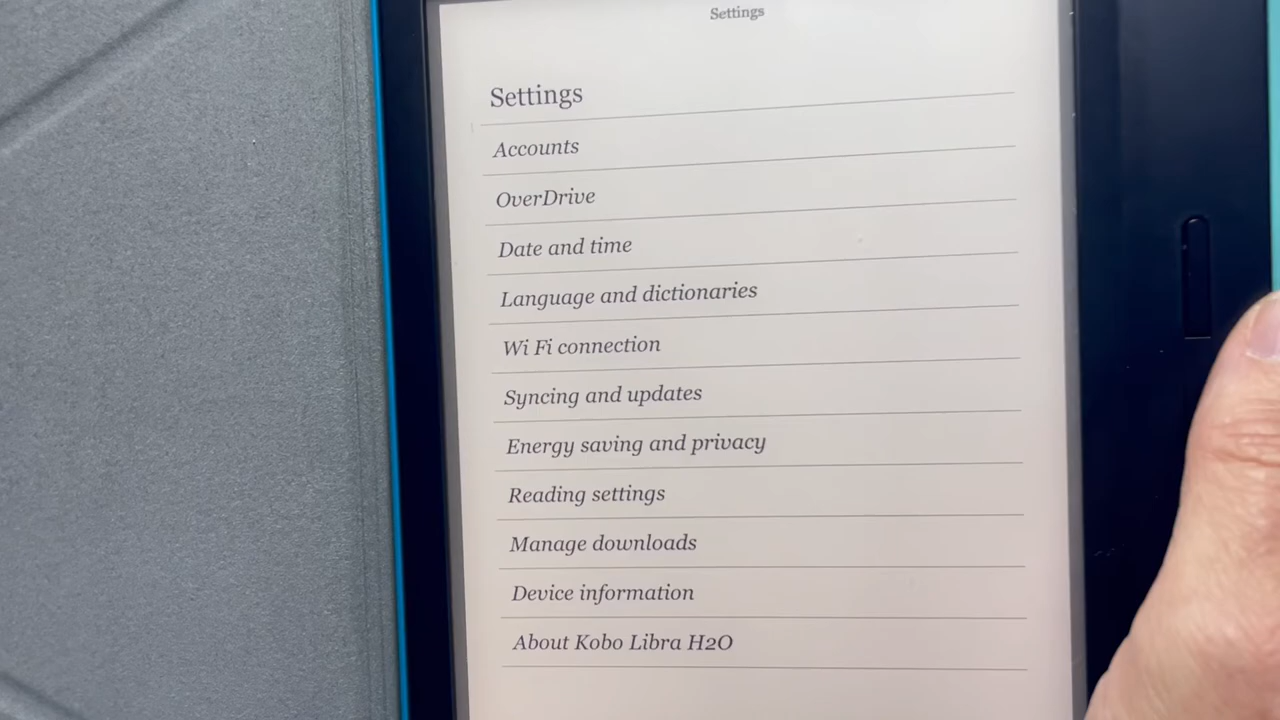 Settings
Settings
Accounts
OverDrive
Date and time
Language and dictionaries
Wi Fi connection
Syncing and updates
Energy saving and privacy
Reading settings
Manage downloads
Device information
About Kobo Libra H2O